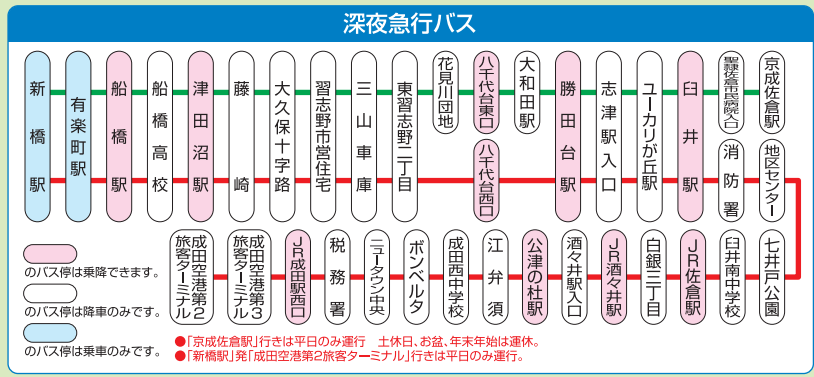 深夜急行バス
新橋駅
有楽町駅
船橋駅
船橋高校
津田沼駅
藤崎
大久保十字路
習志野市営住宅
三山車庫
東習志野二丁目
花見川団地
八千代台東口
大和田駅
勝田台駅
志津駅入口
ユーカリが丘駅
臼井駅
聖隷佐倉市民病院入口
京成佐倉駅
八千代台西口
消防署
地区センター
成田空港第2
旅客ターミナル
成田空港第3
旅客ターミナル
JR成田駅西口
税務署
ニュータウン中央
ボンベルタ
成田西中学校
江弁須
公津の杜駅
酒々井駅入口
JR酒々井駅
白銀三丁目
JR佐倉駅
臼井南中学校
七井戸公園
のバス停は乗降できます。
のバス停は降車のみです。
のバス停は乗車のみです。
●「京成佐倉駅」行きは平日のみ運行 土休日、お盆、年末年始は運休。
●「新橋駅」発「成田空港第2旅客ターミナル」行きは平日のみ運行。